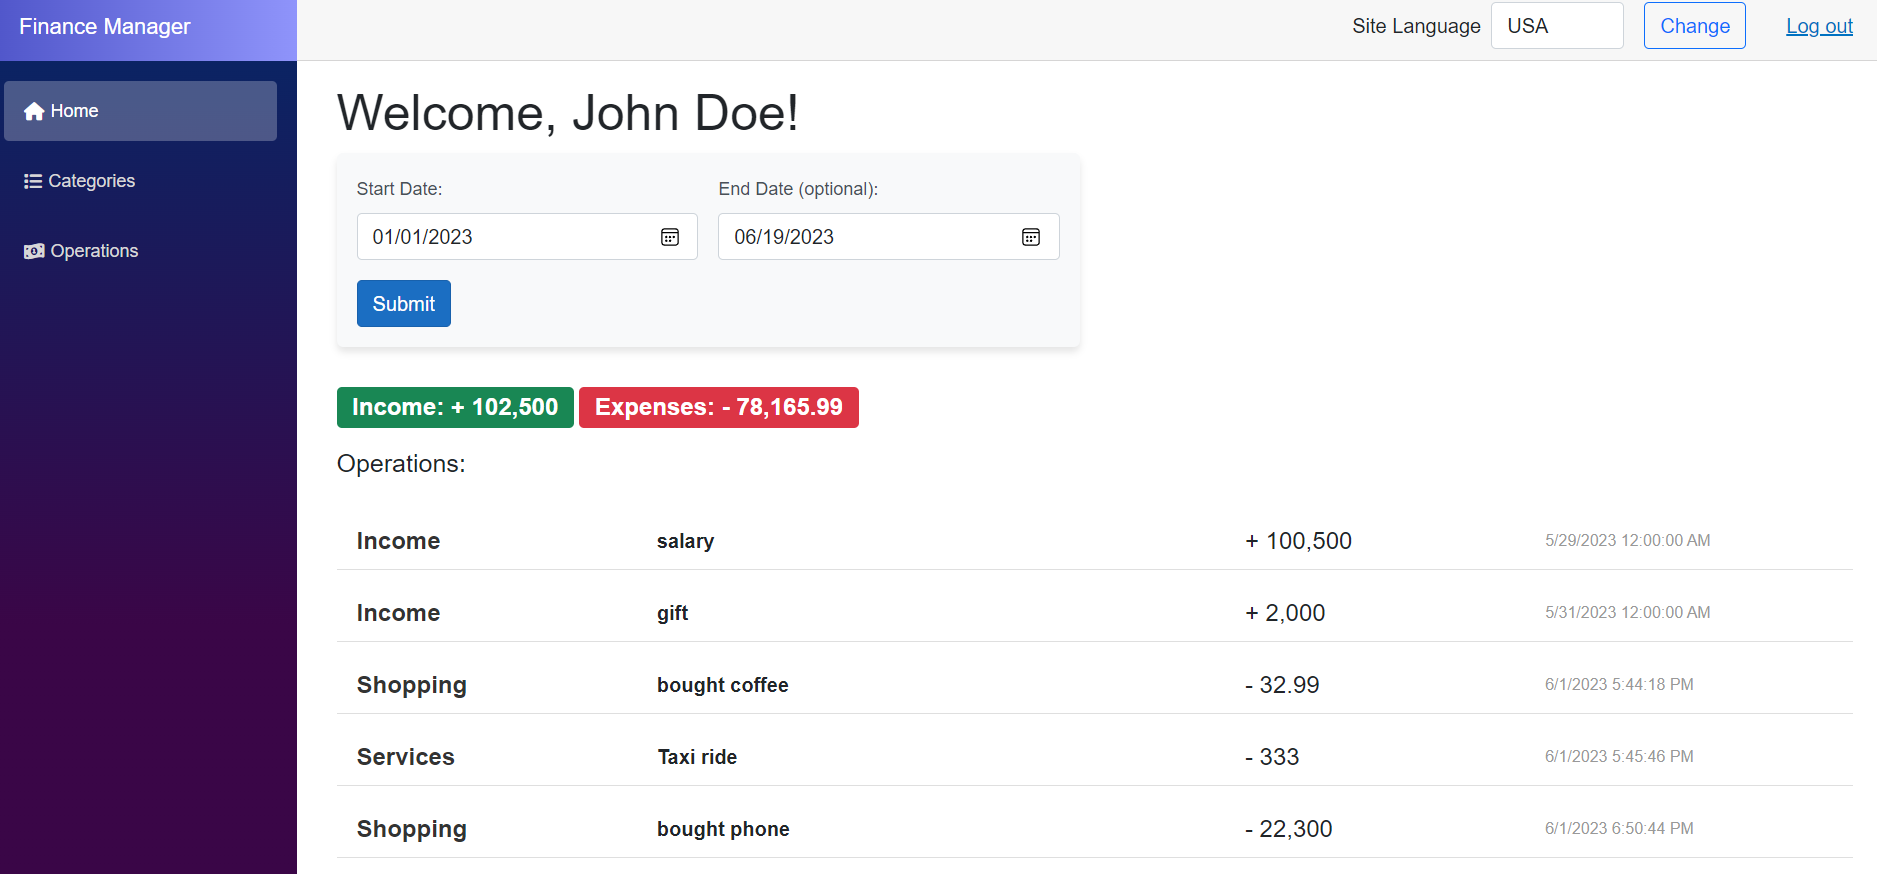 Finance Manager
Site Language USA Change Log out
Home
Categories
Operations
Welcome, John Doe!
Start Date: End Date (optional):
01/01/2023 06/19/2023
Submit
Income: + 102,500 Expenses: - 78,165.99
Operations:
Income salary + 100,500 5/29/2023 12:00:00 AM
Income gift + 2,000 5/31/2023 12:00:00 AM
Shopping bought coffee - 32.99 6/1/2023 5:44:18 PM
Services Taxi ride - 333 6/1/2023 5:45:46 PM
Shopping bought phone - 22,300 6/1/2023 6:50:44 PM